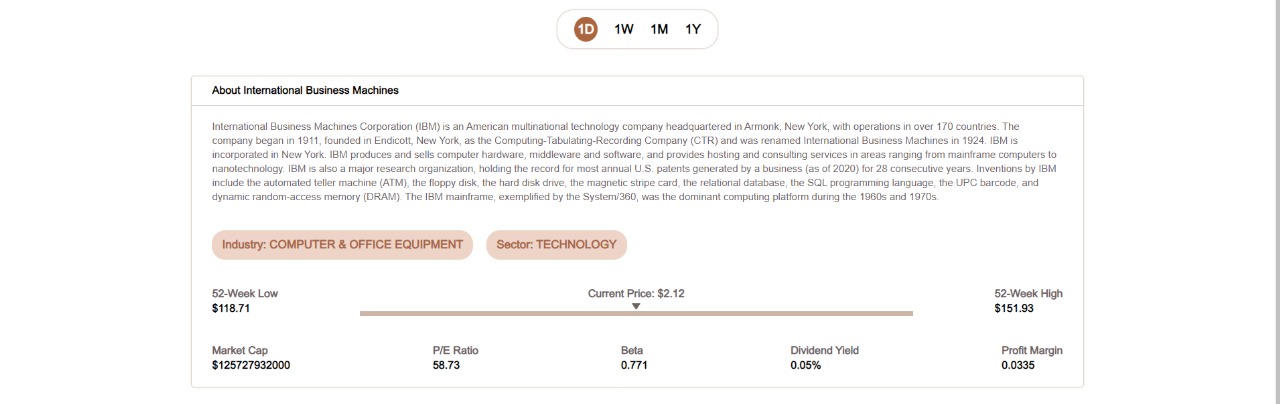 1D 1W 1M 1Y
About International Business Machines
International Business Machines Corporation (IBM) is an American multinational technology company headquartered in Armonk, New York, with operations in over 170 countries. The
company began in 1911, founded in Endicott, New York, as the Computing-Tabulating-Recording Company (CTR) and was renamed International Business Machines in 1924. IBM is
incorporated in New York. IBM produces and sells computer hardware, middleware and software, and provides hosting and consulting services in areas ranging from mainframe computers to
nanotechnology. IBM is also a major research organization, holding the record for most annual U.S. patents generated by a business (as of 2020) for 28 consecutive years. Inventions by IBM
include the automated teller machine (ATM), the floppy disk, the hard disk drive, the magnetic stripe card, the relational database, the SQL programming language, the UPC barcode, and
dynamic random-access memory (DRAM). The IBM mainframe, exemplified by the System/360, was the dominant computing platform during the 1960s and 1970s.
Industry: COMPUTER & OFFICE EQUIPMENT Sector: TECHNOLOGY
52-Week Low Current Price: $2.12 52-Week High
$118.71 $151.93
Market Cap P/E Ratio Beta Dividend Yield Profit Margin
$125727932000 58.73 0.771 0.05% 0.0335